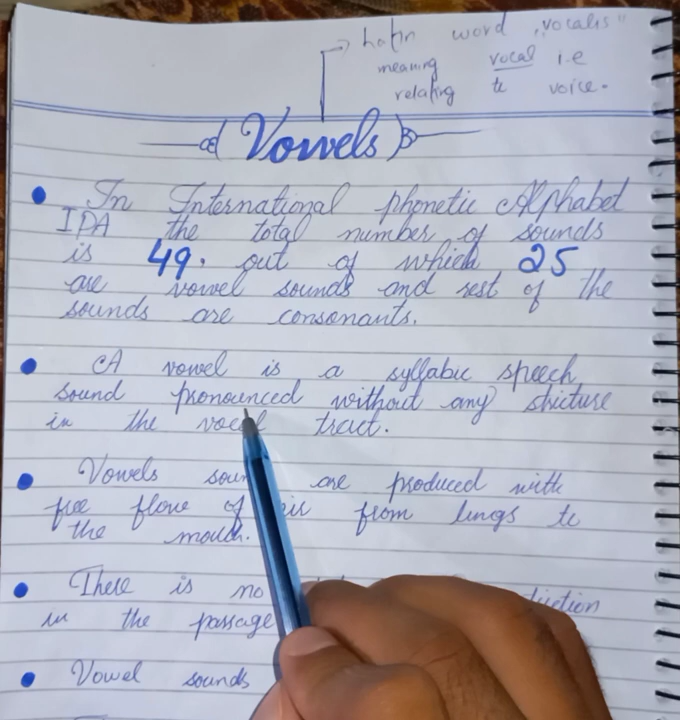 Latin word "vocalis"
meaning vocal i.e
relating to voice.
Vowels
In International phonetic Alphabet
IPA the total number of sounds
is 49. out of which 25
are vowel sounds and rest of the
sounds are consonants.
A vowel is a syllabic speech
sound pronounced without any stricture
in the vocal tract.
Vowels are produced with
free flow of air from lungs to
the mouth.
There is no
in the passage
Vowel sounds